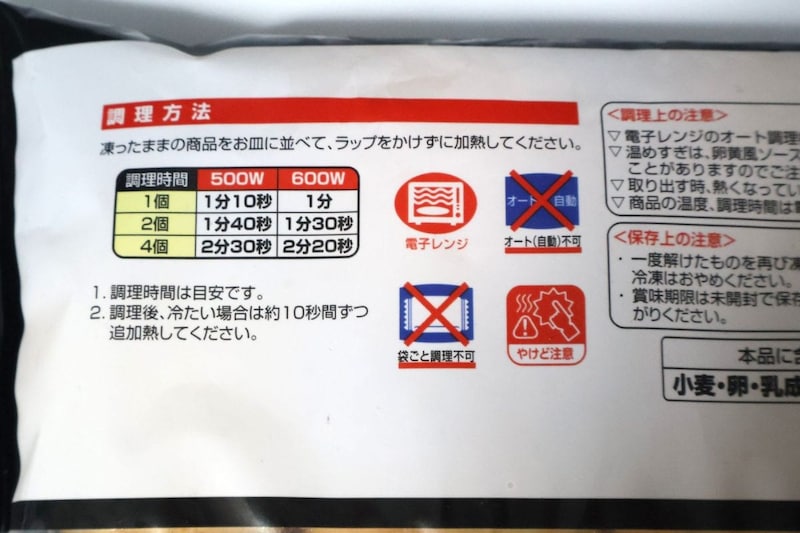 調理方法
凍ったままの商品をお皿に並べて、ラップをかけずに加熱してください。
調理時間 500W 600W
1個 1分10秒 1分
2個 1分40秒 1分30秒
4個 2分30秒 2分20秒
電子レンジ
オート 自動
オート(自動)不可
1. 調理時間は目安です。
2. 調理後、冷たい場合は約10秒間ずつ
追加熱してください。
袋ごと調理不可
やけど注意
<調理上の注意>
▽電子レンジのオート調理
▽温めすぎは、卵黄風ソース
ことがありますのでご注
▽取り出す時、熱くなってい
▽商品の温度、調理時間は
<保存上の注意>
・一度解けたものを再び凍
冷凍はおやめください。
・賞味期限は未開封で保存
がりください。
本品に含
小麦・卵・乳成